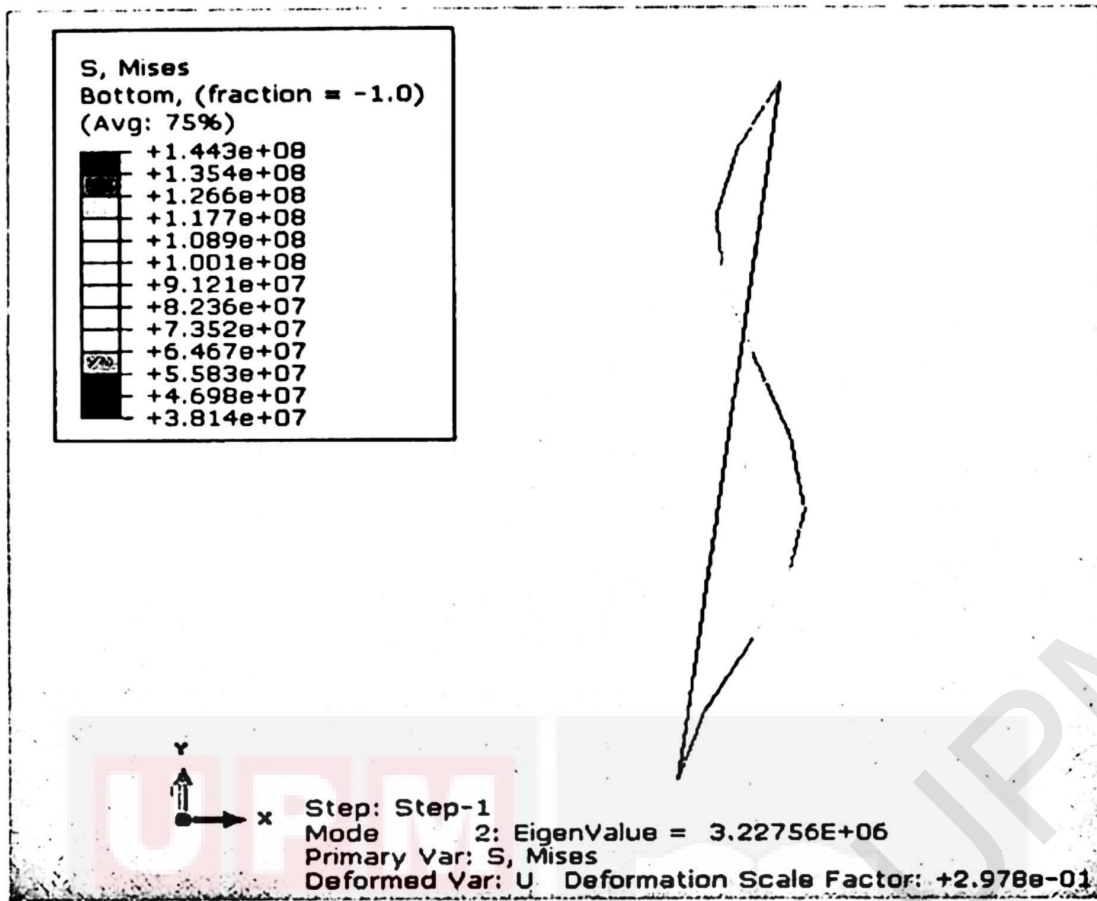 S, Mises
Bottom, (fraction = -1.0)
(Avg: 75%)
+1.443e+08
+1.354e+08
+1.266e+08
+1.177e+08
+1.089e+08
+1.001e+08
+9.121e+07
+8.236e+07
+7.352e+07
+6.467e+07
+5.583e+07
+4.698e+07
+3.814e+07
Y
X
Step: Step-1
Mode 2: EigenValue = 3.22756E+06
Primary Var: S, Mises
Deformed Var: U Deformation Scale Factor: +2.978e-01
UPM
UPM